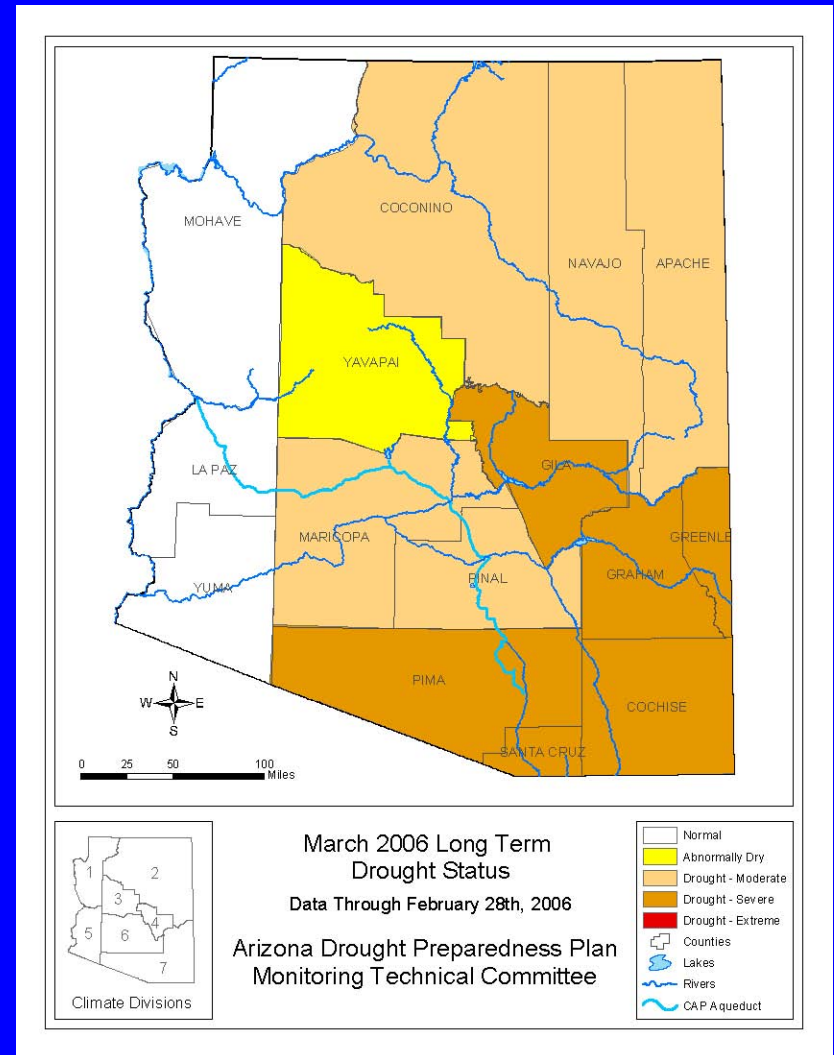 MOHAVE
COCONINO
NAVAJO
APACHE
YAVAPAI
GILA
LA PAZ
MARICOPA
GREENLE
GRAHAM
PINAL
YUMA
PIMA
COCHISE
SANTA CRUZ
N
W E
S
0 25 50 100
Miles
1
2
3
4
5
6
7
Climate Divisions
March 2006 Long Term
Drought Status
Data Through February 28th, 2006
Arizona Drought Preparedness Plan
Monitoring Technical Committee
Normal
Abnormally Dry
Drought - Moderate
Drought - Severe
Drought - Extreme
Counties
Lakes
Rivers
CAP Aqueduct